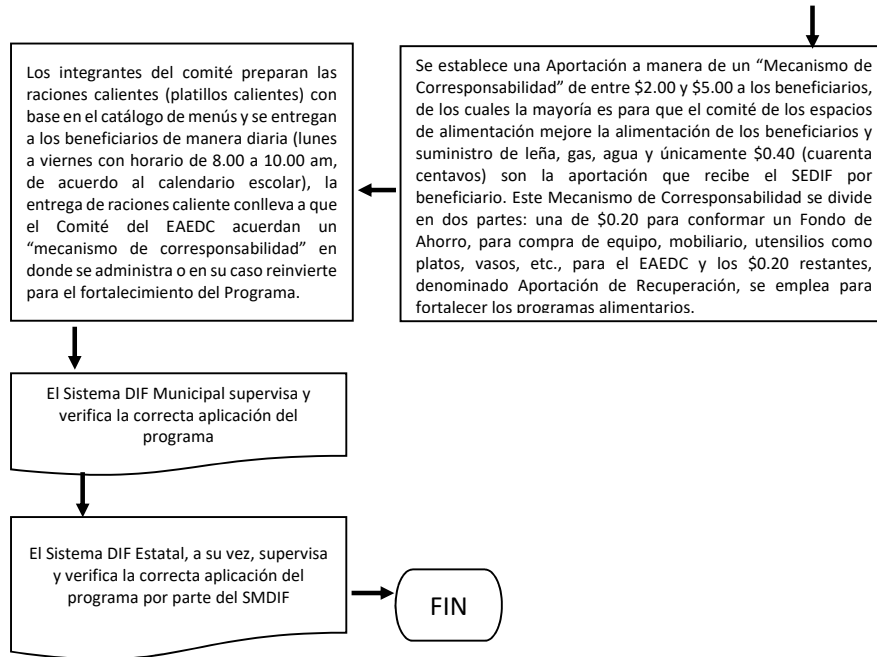 Se establece una Aportación a manera de un “Mecanismo de
Corresponsabilidad” de entre $2.00 y $5.00 a los beneficiarios,
de los cuales la mayoría es para que el comité de los espacios
de alimentación mejore la alimentación de los beneficiarios y
suministro de leña, gas, agua y únicamente $0.40 (cuarenta
centavos) son la aportación que recibe el SEDIF por
beneficiario. Este Mecanismo de Corresponsabilidad se divide
en dos partes: una de $0.20 para conformar un Fondo de
Ahorro, para compra de equipo, mobiliario, utensilios como
platos, vasos, etc., para el EAEDC y los $0.20 restantes,
denominado Aportación de Recuperación, se emplea para
fortalecer los programas alimentarios.
Los integrantes del comité preparan las
raciones calientes (platillos calientes) con
base en el catálogo de menús y se entregan
a los beneficiarios de manera diaria (lunes
a viernes con horario de 8.00 a 10.00 am,
de acuerdo al calendario escolar), la
entrega de raciones caliente conlleva a que
el Comité del EAEDC acuerdan un
“mecanismo de corresponsabilidad” en
donde se administra o en su caso reinvierte
para el fortalecimiento del Programa.
El Sistema DIF Municipal supervisa y
verifica la correcta aplicación del
programa
El Sistema DIF Estatal, a su vez, supervisa
y verifica la correcta aplicación del
programa por parte del SMDIF
FIN